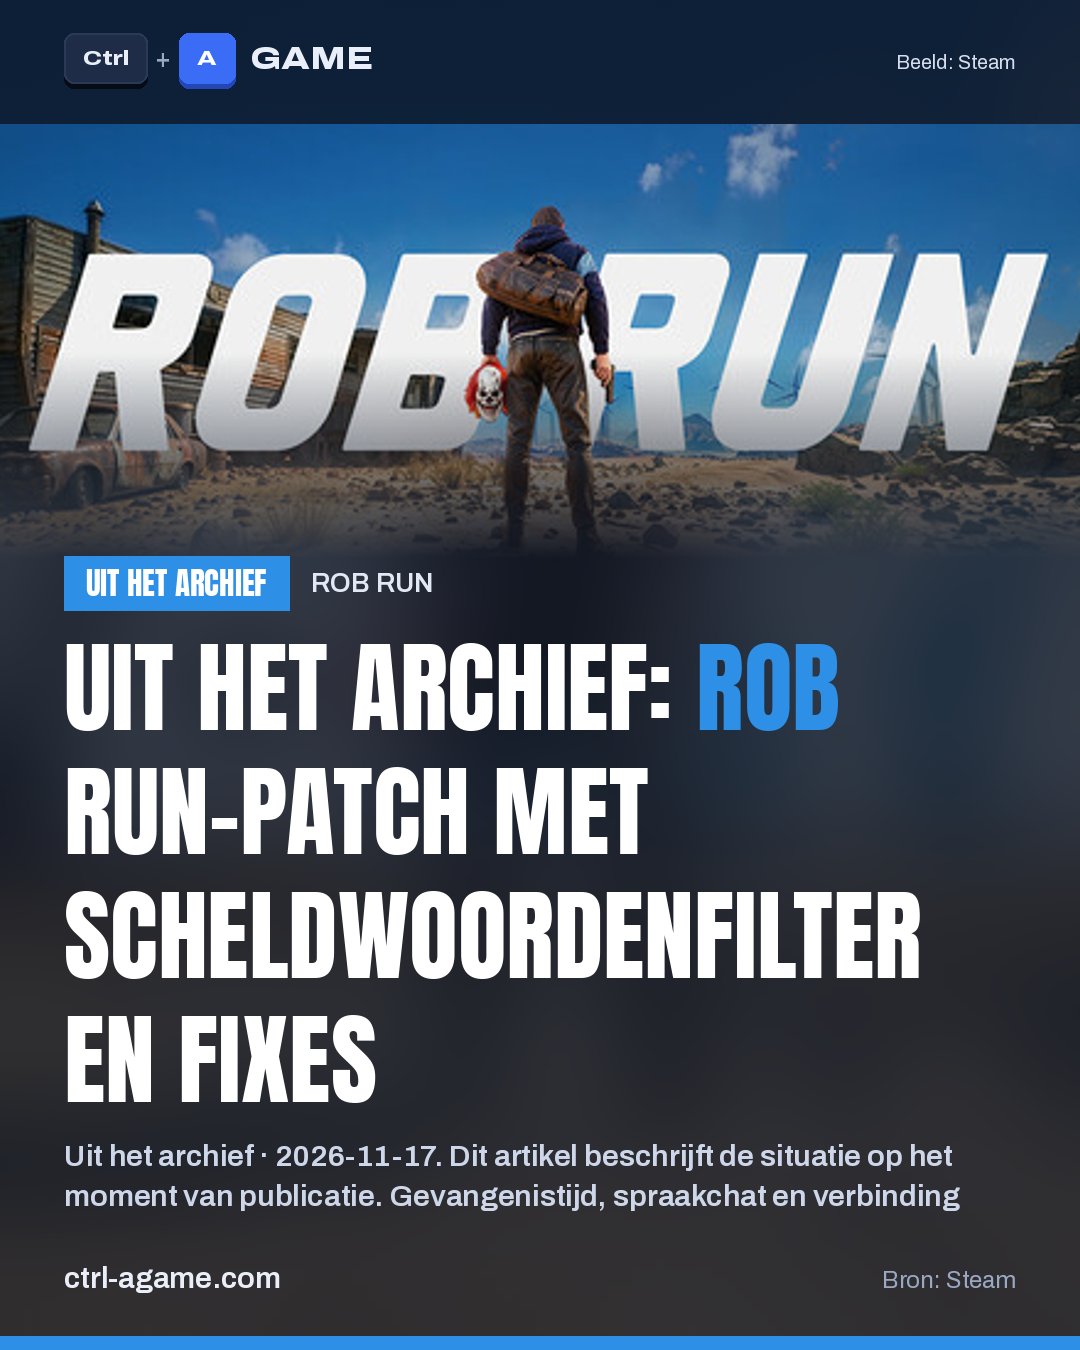 Ctrl + A GAME
Beeld: Steam
ROB RUN
UIT HET ARCHIEF ROB RUN
UIT HET ARCHIEF: ROB
RUN-PATCH MET
SCHELDWOORDENFILTER
EN FIXES
Uit het archief · 2026-11-17. Dit artikel beschrijft de situatie op het
moment van publicatie. Gevangenistijd, spraakchat en verbinding
ctrl-agame.com
Bron: Steam